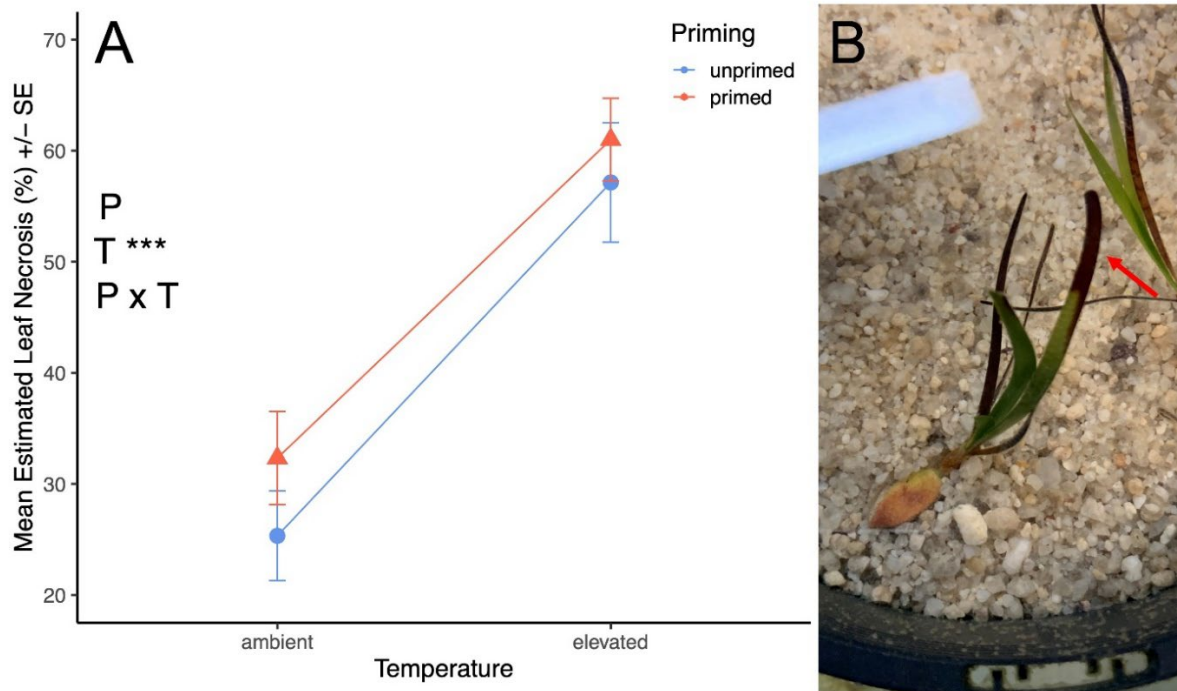 A
70
60
50
40
30
20
Mean Estimated Leaf Necrosis (%) +/− SE
P
T ***
P x T
Priming
unprimed
primed
ambient
elevated
Temperature
B